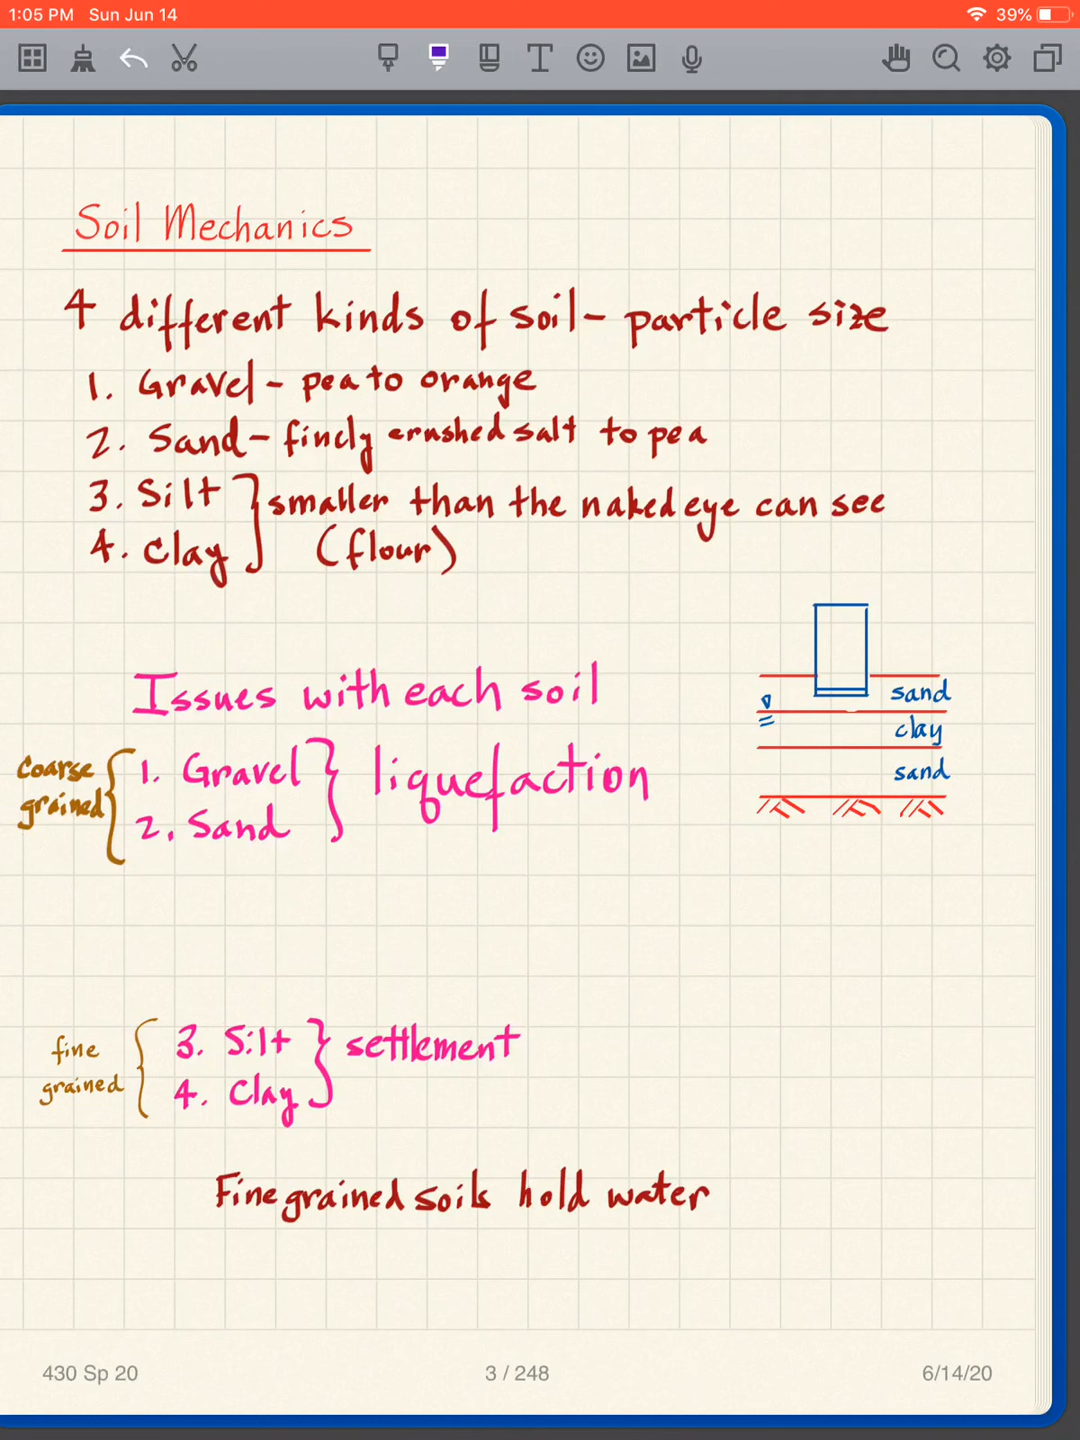 1:05 PM Sun Jun 14 39%
Soil Mechanics
4 different kinds of soil - particle size
1. Gravel - pea to orange
2. Sand - finely crushed salt to pea
3. Silt } smaller than the naked eye can see
4. Clay (flour)
Issues with each soil
coarse grained { 1. Gravel } liquefaction
2. Sand
sand
clay
sand
fine grained { 3. Silt } settlement
4. Clay
Fine grained soils hold water
430 Sp 20 3 / 248 6/14/20